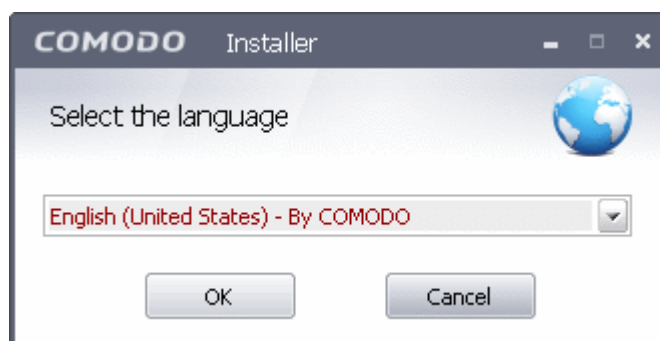 COMODO Installer
Select the language
English (United States) - By COMODO
OK Cancel